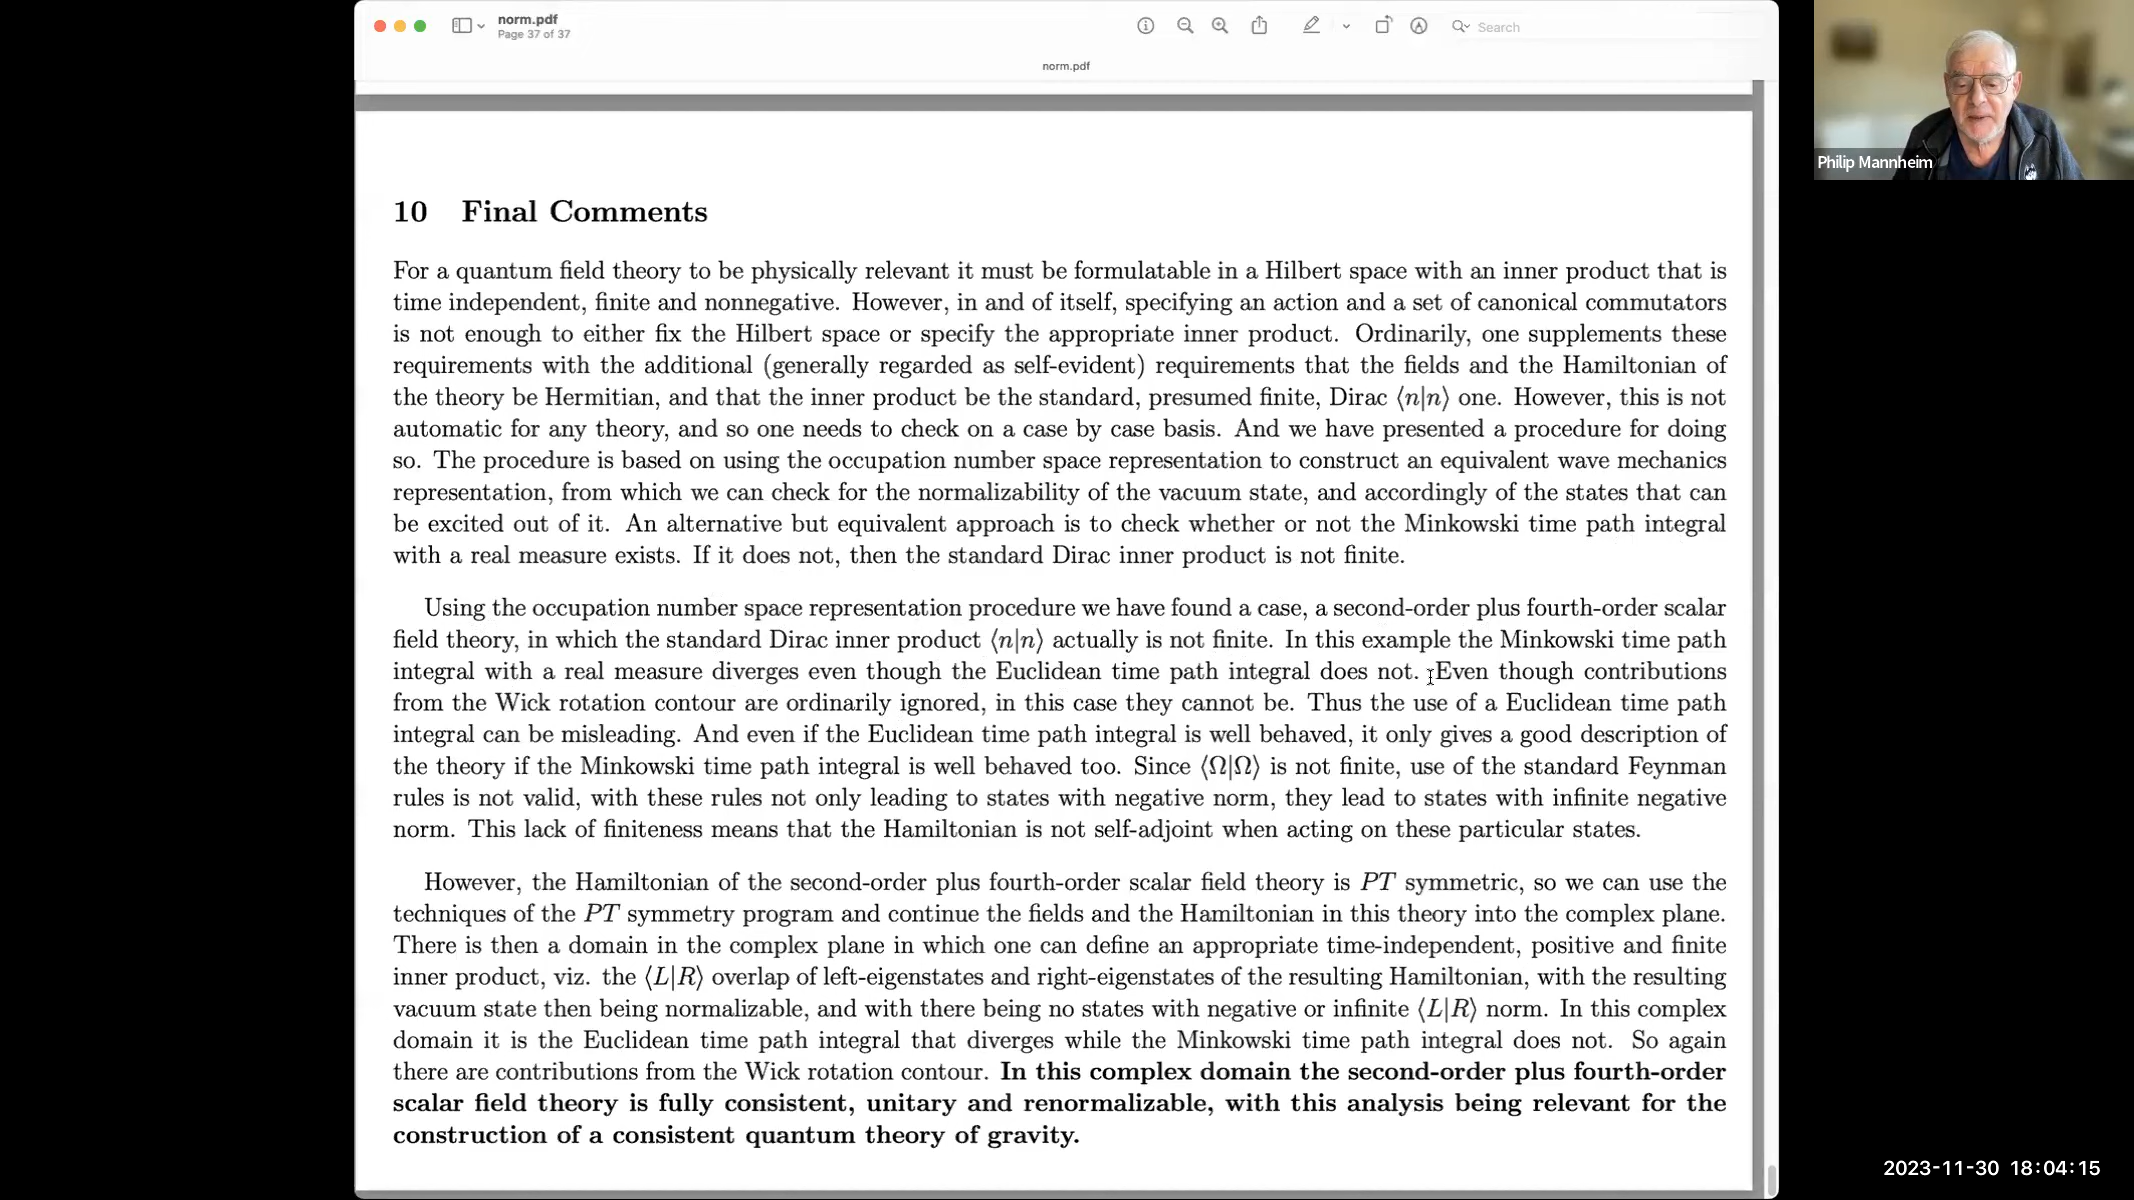 norm.pdf
Page 37 of 37
Search
norm.pdf
Philip Mannheim
10 Final Comments
For a quantum field theory to be physically relevant it must be formulatable in a Hilbert space with an inner product that is
time independent, finite and nonnegative. However, in and of itself, specifying an action and a set of canonical commutators
is not enough to either fix the Hilbert space or specify the appropriate inner product. Ordinarily, one supplements these
requirements with the additional (generally regarded as self-evident) requirements that the fields and the Hamiltonian of
the theory be Hermitian, and that the inner product be the standard, presumed finite, Dirac ⟨n|n⟩ one. However, this is not
automatic for any theory, and so one needs to check on a case by case basis. And we have presented a procedure for doing
so. The procedure is based on using the occupation number space representation to construct an equivalent wave mechanics
representation, from which we can check for the normalizability of the vacuum state, and accordingly of the states that can
be excited out of it. An alternative but equivalent approach is to check whether or not the Minkowski time path integral
with a real measure exists. If it does not, then the standard Dirac inner product is not finite.
Using the occupation number space representation procedure we have found a case, a second-order plus fourth-order scalar
field theory, in which the standard Dirac inner product ⟨n|n⟩ actually is not finite. In this example the Minkowski time path
integral with a real measure diverges even though the Euclidean time path integral does not. Even though contributions
from the Wick rotation contour are ordinarily ignored, in this case they cannot be. Thus the use of a Euclidean time path
integral can be misleading. And even if the Euclidean time path integral is well behaved, it only gives a good description of
the theory if the Minkowski time path integral is well behaved too. Since ⟨Ω|Ω⟩ is not finite, use of the standard Feynman
rules is not valid, with these rules not only leading to states with negative norm, they lead to states with infinite negative
norm. This lack of finiteness means that the Hamiltonian is not self-adjoint when acting on these particular states.
However, the Hamiltonian of the second-order plus fourth-order scalar field theory is PT symmetric, so we can use the
techniques of the PT symmetry program and continue the fields and the Hamiltonian in this theory into the complex plane.
There is then a domain in the complex plane in which one can define an appropriate time-independent, positive and finite
inner product, viz. the ⟨L|R⟩ overlap of left-eigenstates and right-eigenstates of the resulting Hamiltonian, with the resulting
vacuum state then being normalizable, and with there being no states with negative or infinite ⟨L|R⟩ norm. In this complex
domain it is the Euclidean time path integral that diverges while the Minkowski time path integral does not. So again
there are contributions from the Wick rotation contour. In this complex domain the second-order plus fourth-order
scalar field theory is fully consistent, unitary and renormalizable, with this analysis being relevant for the
construction of a consistent quantum theory of gravity.
2023-11-30 18:04:15